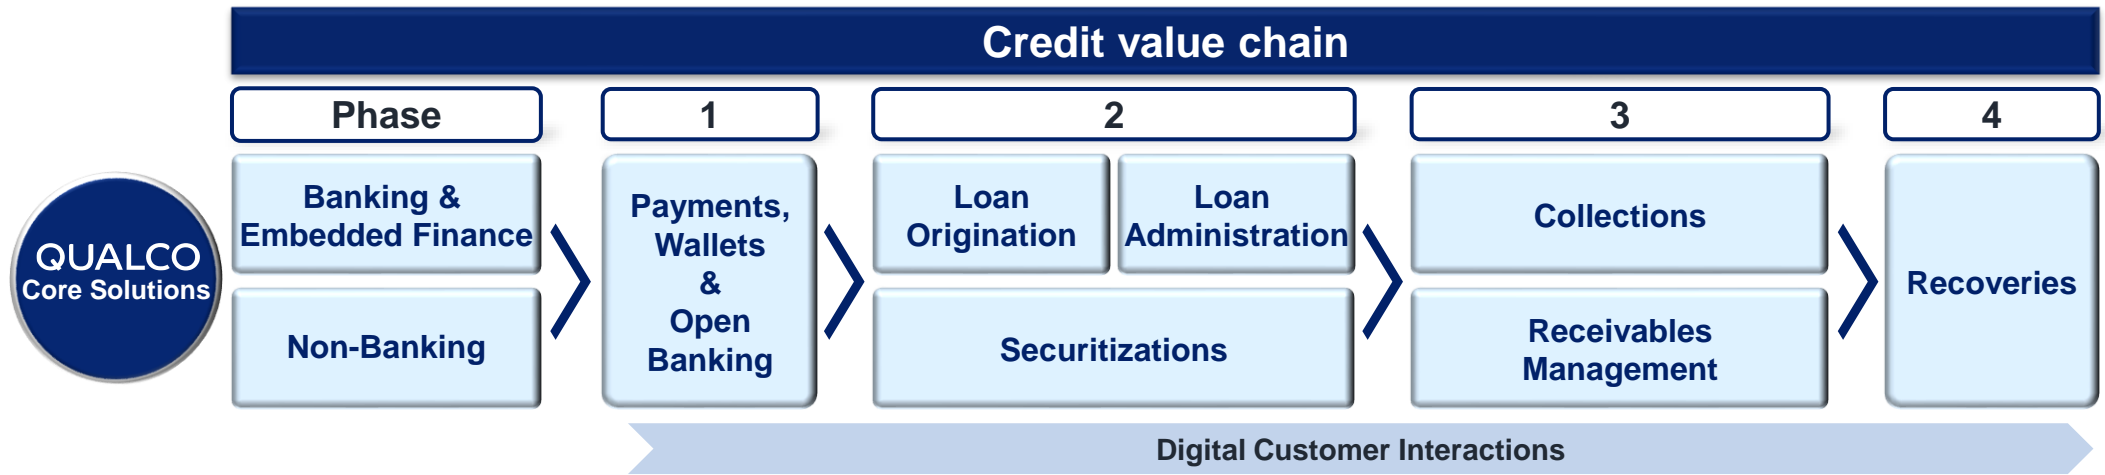 Credit value chain
Phase
1
2
3
4
QUALCO
Core Solutions
Banking &
Embedded Finance
Non-Banking
Payments,
Wallets
&
Open
Banking
Loan
Origination
Loan
Administration
Securitizations
Collections
Receivables
Management
Recoveries
Digital Customer Interactions